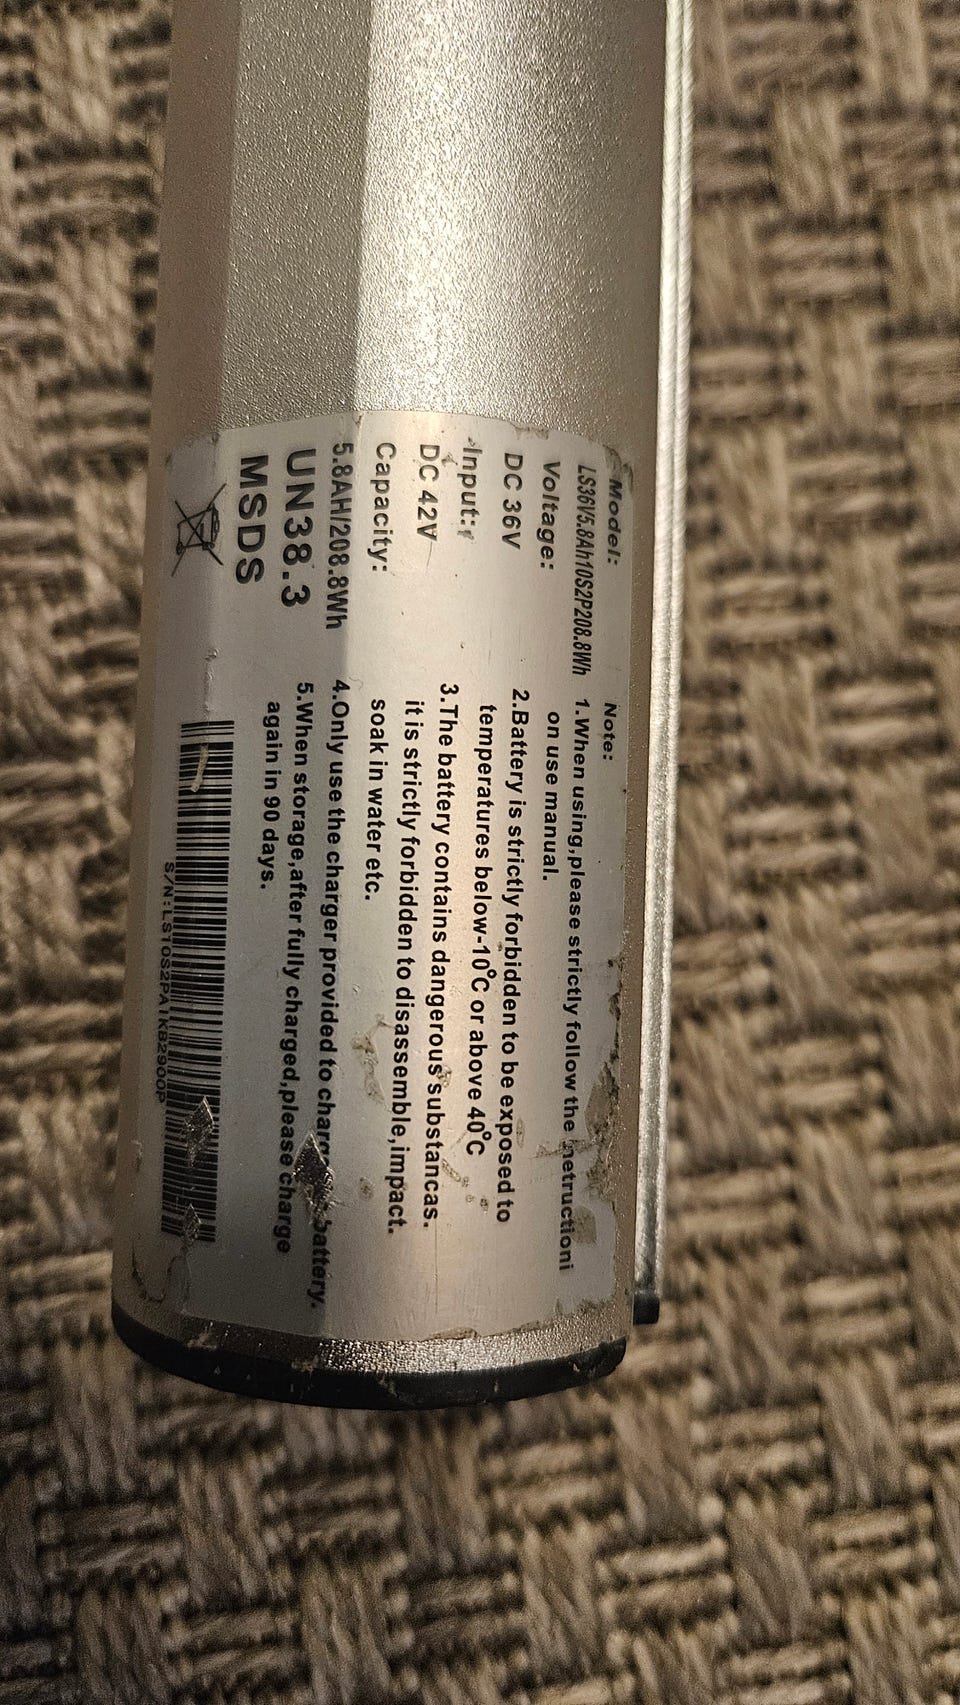 Model:
LS36V5.8Ah10S2P208.8Wh
Voltage:
DC 36V
Input:
DC 42V
Capacity:
5.8AH/208.8Wh
UN38.3
MSDS
Note:
1.When using,please strictly follow the netructioni
on use manual.
2.Battery is strictly forbidden to be exposed to
temperatures below-10°C or above 40°C
3.The battery contains dangerous substancas.
it is strictly forbidden to disassemble,impact.
soak in water etc.
4.Only use the charger provided to charge battery.
5.When storage,after fully charged,please charge
again in 90 days.
S/N:LS10S2PA1KB2900P